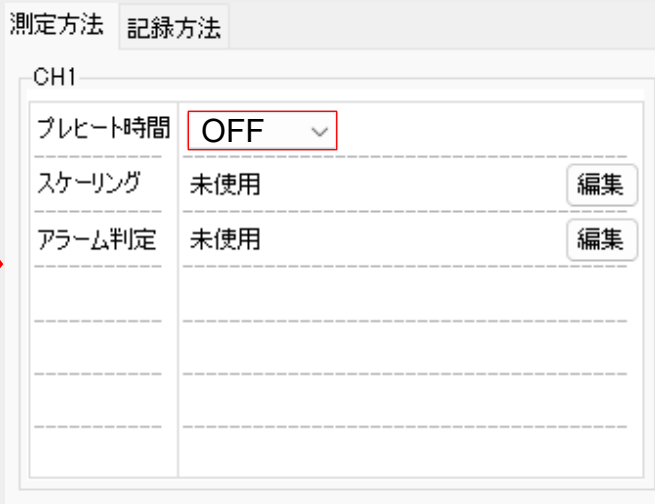 測定方法 記録方法
CH1
プレヒート時間 OFF
スケーリング 未使用 編集
アラーム判定 未使用 編集